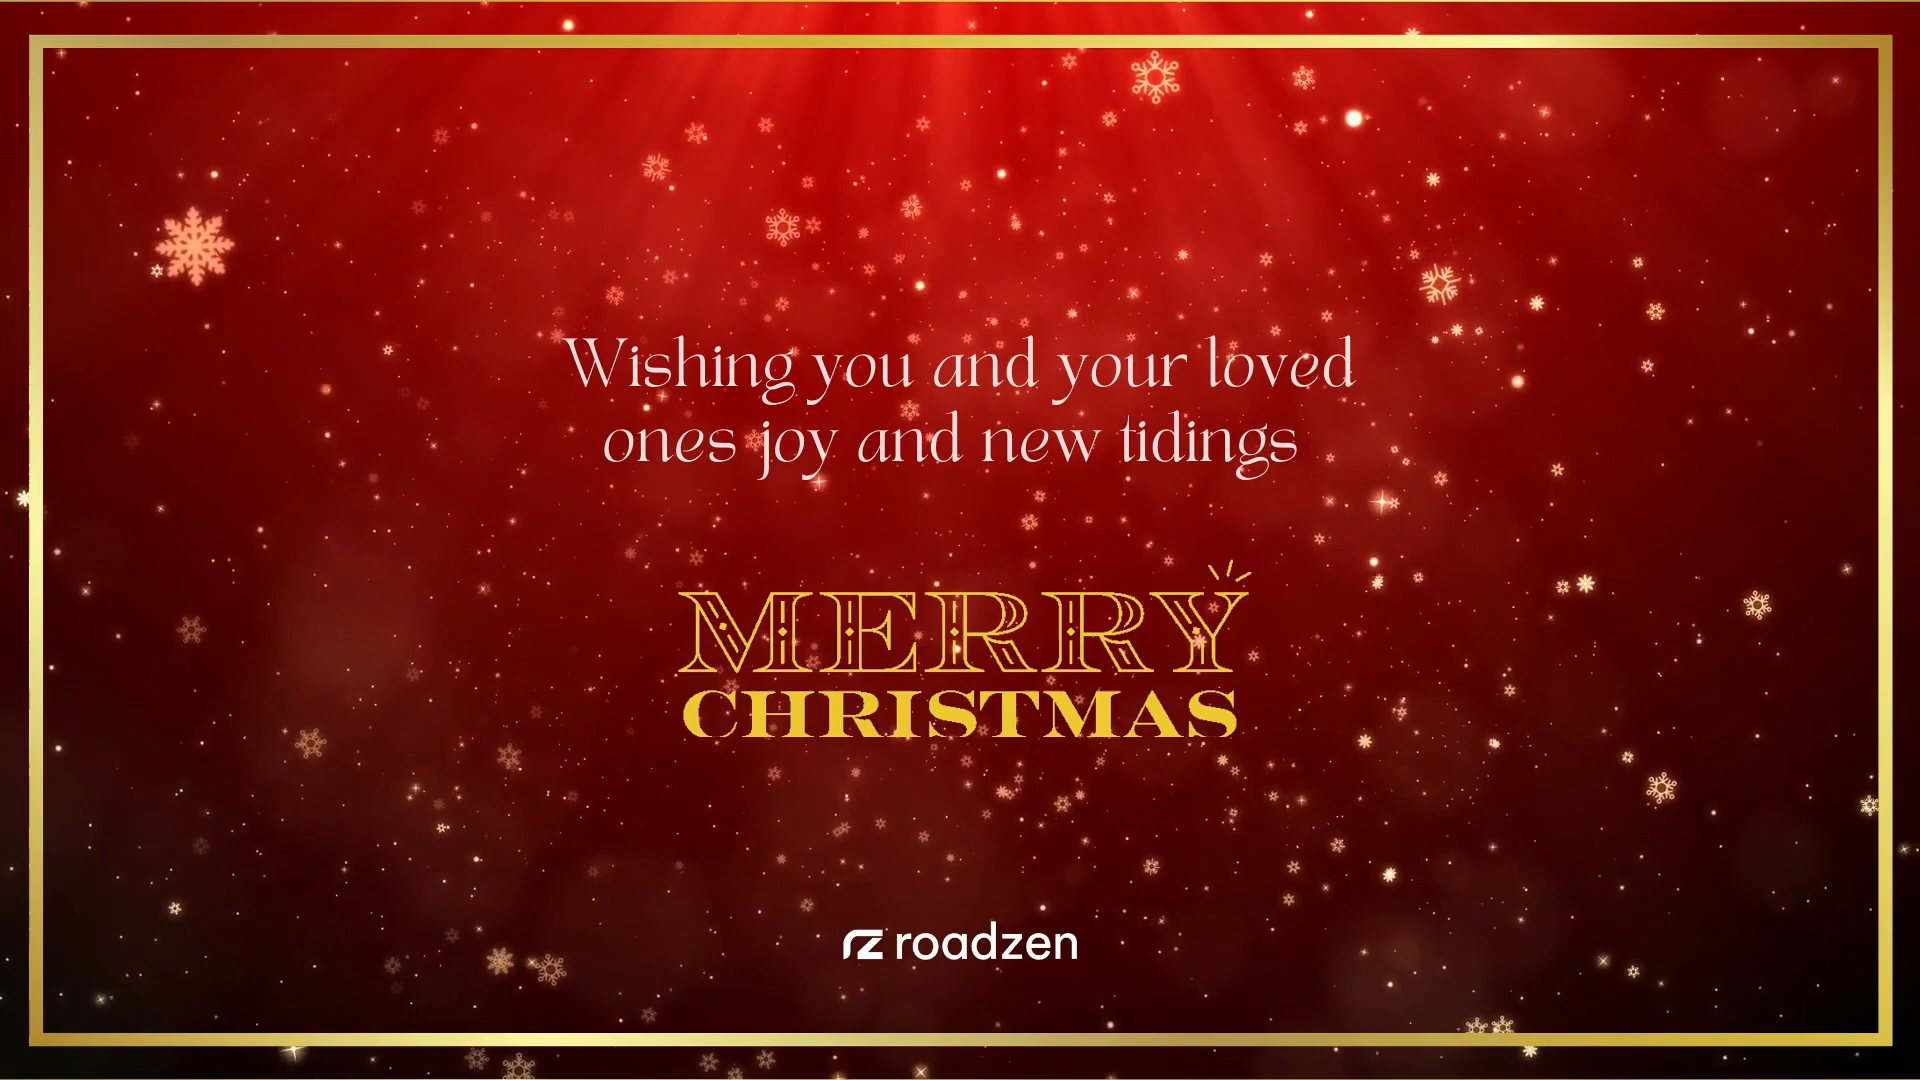 Wishing you and your loved
ones joy and new tidings
MERRY
CHRISTMAS
roadzen